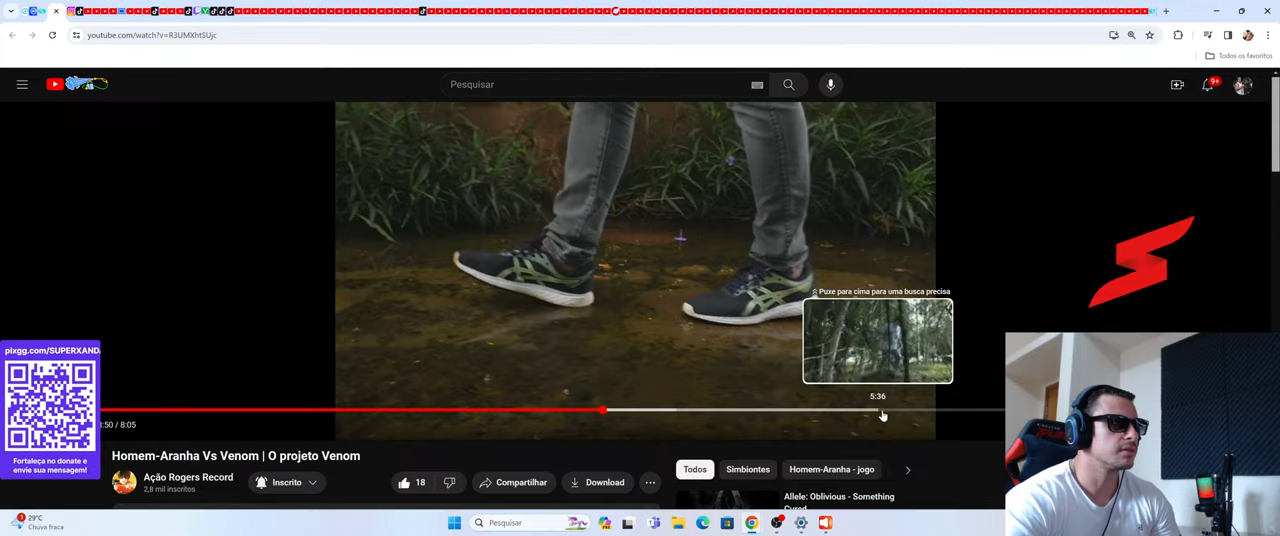 youtube.com/watch?v=R3UMXhtSUjc
Todos os favoritos
Pesquisar
9+
Puxe para cima para uma busca precisa
5:36
pixgg.com/SUPERXAND
Fortaleça no donate e
envie sua mensagem!
:50 / 8:05
Homem-Aranha Vs Venom | O projeto Venom
Ação Rogers Record
2,8 mil inscritos
Inscrito
18
Compartilhar
Download
Todos
Simbiontes
Homem-Aranha - jogo
Allele: Oblivious - Something
Cured
1
29°C
Chuva fraca
Pesquisar